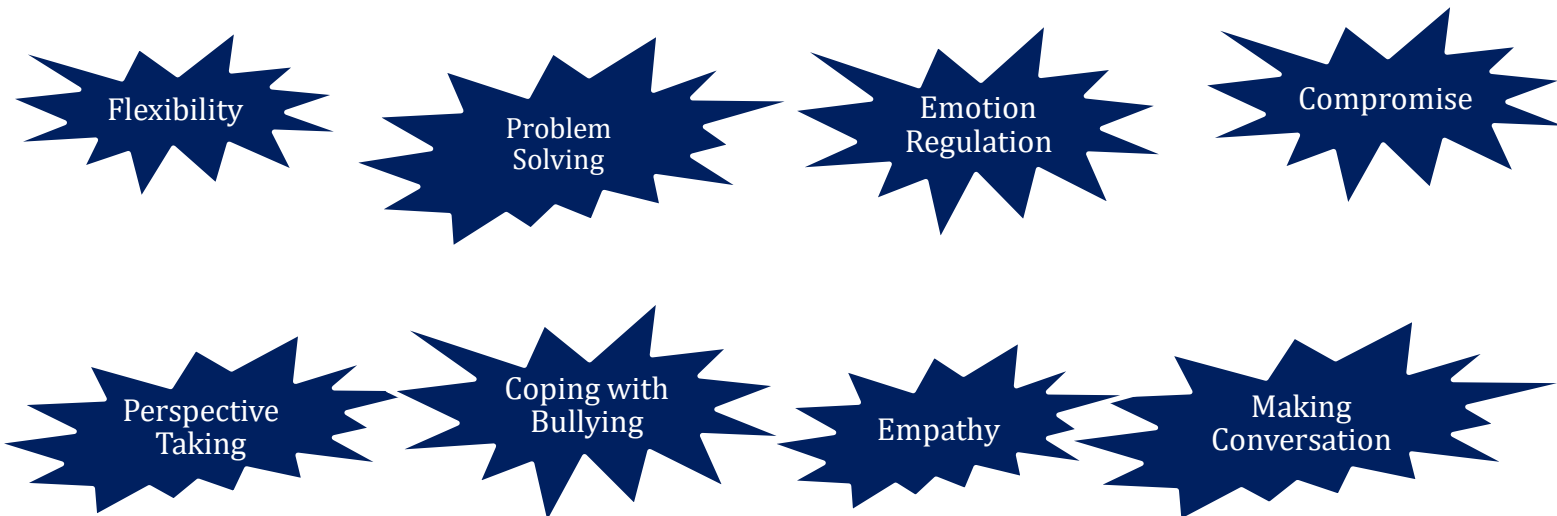 Flexibility
Problem
Solving
Emotion
Regulation
Compromise
Perspective
Taking
Coping with
Bullying
Empathy
Making
Conversation